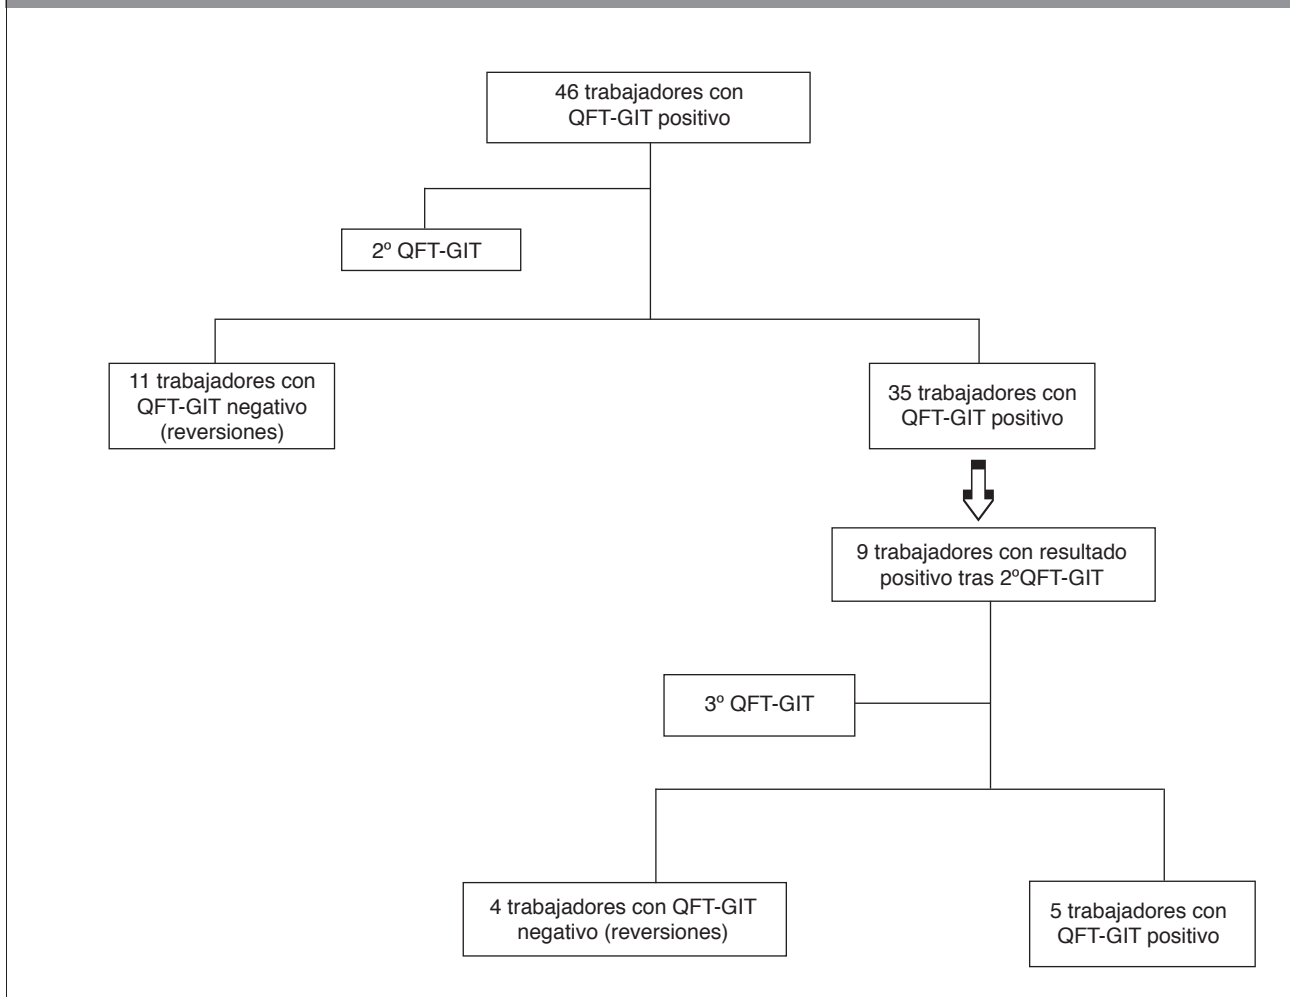 46 trabajadores con
QFT-GIT positivo
2º QFT-GIT
11 trabajadores con
QFT-GIT negativo
(reversiones)
35 trabajadores con
QFT-GIT positivo
9 trabajadores con resultado
positivo tras 2ºQFT-GIT
3º QFT-GIT
4 trabajadores con QFT-GIT
negativo (reversiones)
5 trabajadores con
QFT-GIT positivo